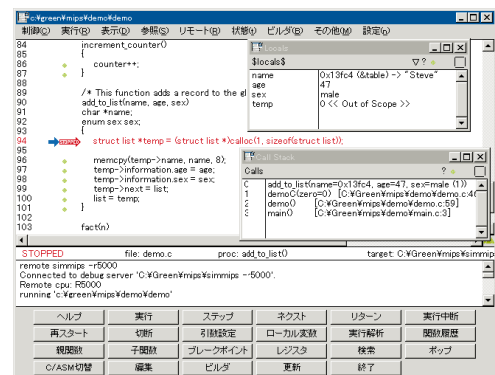 c:¥green¥mips¥demo¥demo
制御(C) 実行(R) 表示(D) 参照(S) リモート(R) 状態(t) ビルダ(B) その他(M) 設定(G)
84 increment_counter()
85 {
86 counter++;
87 }
88
89 /* This function adds a record to the gl
90 add_to_list(name, age, sex)
91 char *name;
92 enum sex sex;
93 {
94 struct list *temp = (struct list *)calloc(1, sizeof(struct list));
95
96 memcpy(temp->name, name, 8);
97 temp->information.age = age;
98 temp->information.sex = sex;
99 temp->next = list;
100 list = temp;
101 }
102
103 fact(n)
Locals
$locals$ ?
name 0x13fc4 (&table) -> "Steve"
age 47
sex male
temp 0 << Out of Scope >>
Call Stack
Calls ?
0 add_to_list(name=0x13fc4, age=47, sex=male (1))
1 demoC(zero=0) [C:¥Green¥mips¥demo¥demo.c:4
2 demo() [C:¥Green¥mips¥demo¥demo.c:59]
3 main() [C:¥Green¥mips¥demo¥main.c:3]
STOPPED file: demo.c proc: add_to_list() target: C:¥Green¥mips¥simmip
remote simmips -r5000
Connected to debug server 'C:¥Green¥mips¥simmips --5000'.
Remote cpu: R5000
running 'c:¥green¥mips¥demo¥demo'
ヘルプ 実行 ステップ ネクスト リターン 実行中断
再スタート 切断 引数設定 ローカル変数 実行解析 関数履歴
親関数 子関数 ブレークポイント レジスタ 検索 ポップ
C/ASM切替 編集 ビルダ 更新 終了